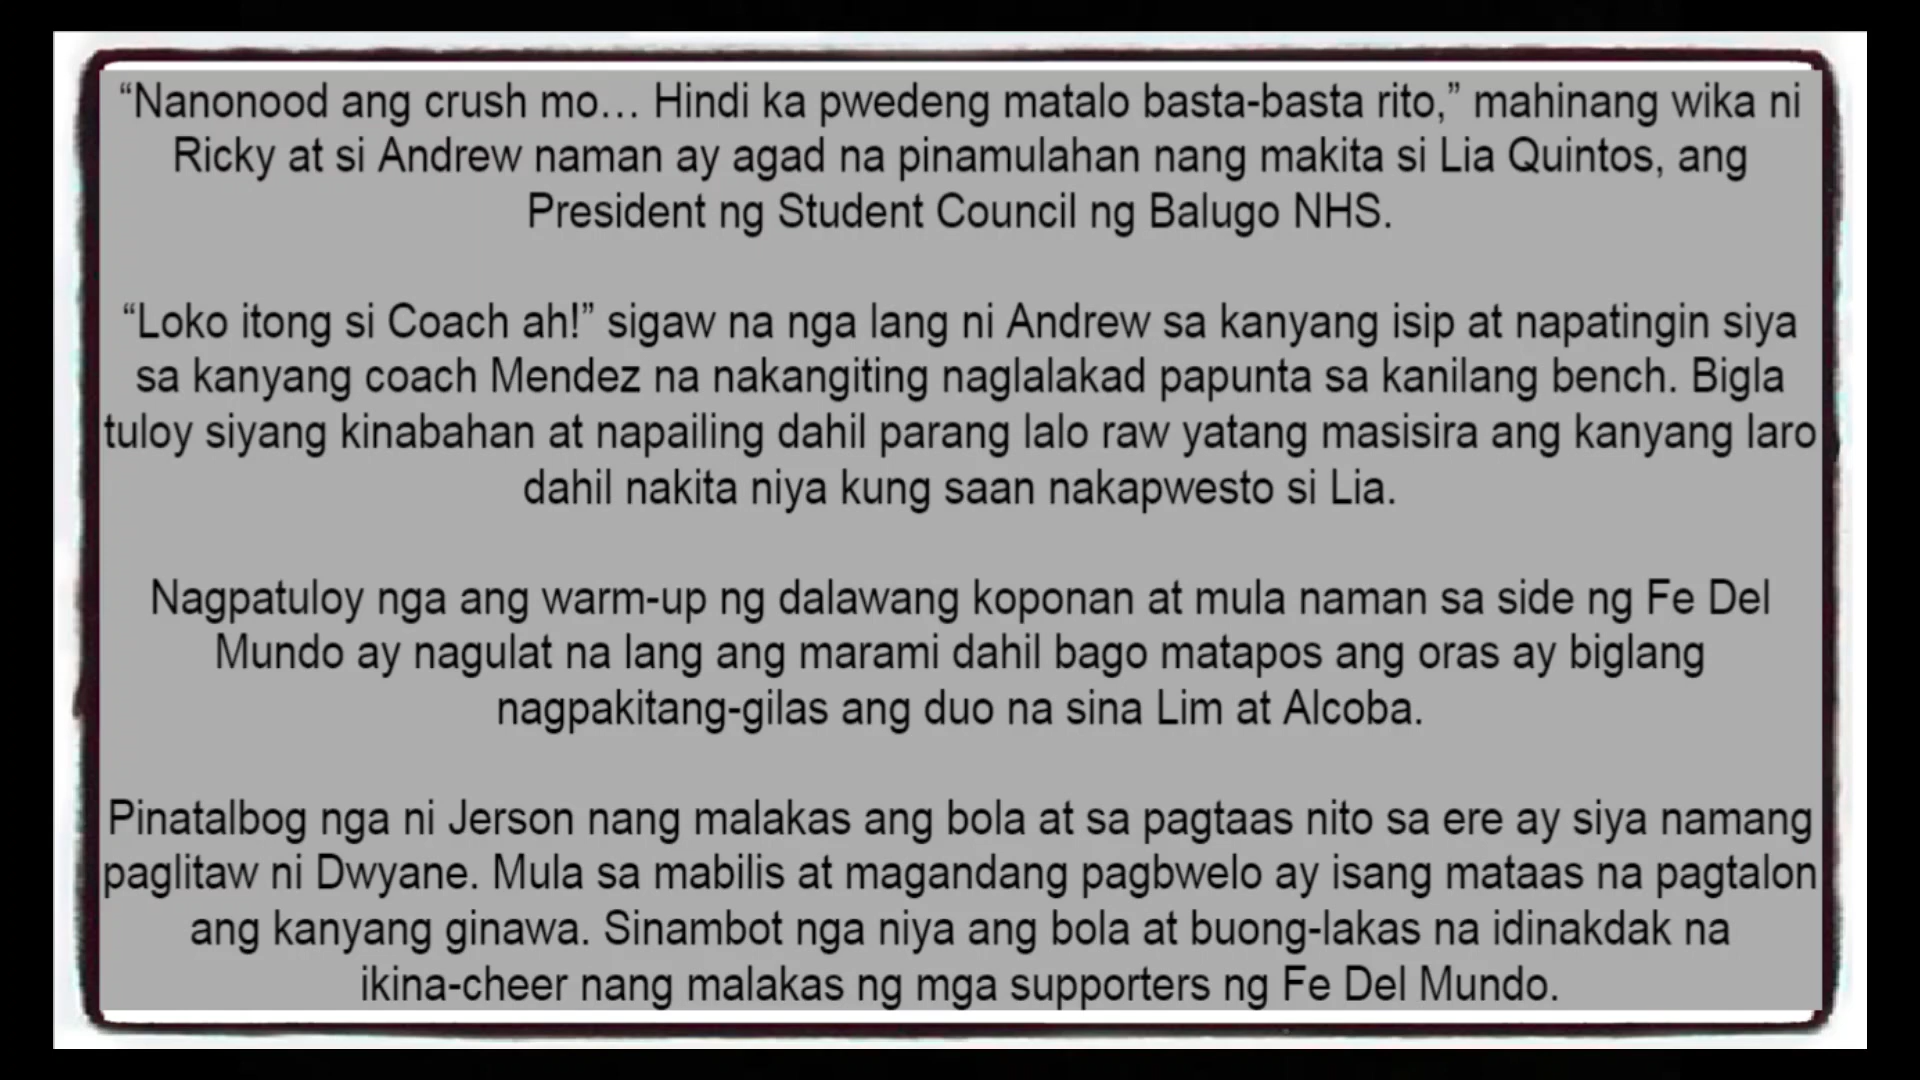 “Nanonood ang crush mo… Hindi ka pwedeng matalo basta-basta rito,” mahinang wika ni
Ricky at si Andrew naman ay agad na pinamulahan nang makita si Lia Quintos, ang
President ng Student Council ng Balugo NHS.
“Loko itong si Coach ah!” sigaw na nga lang ni Andrew sa kanyang isip at napatingin siya
sa kanyang coach Mendez na nakangiting naglalakad papunta sa kanilang bench. Bigla
tuloy siyang kinabahan at napailing dahil parang lalo raw yatang masisira ang kanyang laro
dahil nakita niya kung saan nakapwesto si Lia.
Nagpatuloy nga ang warm-up ng dalawang koponan at mula naman sa side ng Fe Del
Mundo ay nagulat na lang ang marami dahil bago matapos ang oras ay biglang
nagpakitang-gilas ang duo na sina Lim at Alcoba.
Pinatalbog nga ni Jerson nang malakas ang bola at sa pagtaas nito sa ere ay siya namang
paglitaw ni Dwyane. Mula sa mabilis at magandang pagbwelo ay isang mataas na pagtalon
ang kanyang ginawa. Sinambot nga niya ang bola at buong-lakas na idinakdak na
ikina-cheer nang malakas ng mga supporters ng Fe Del Mundo.